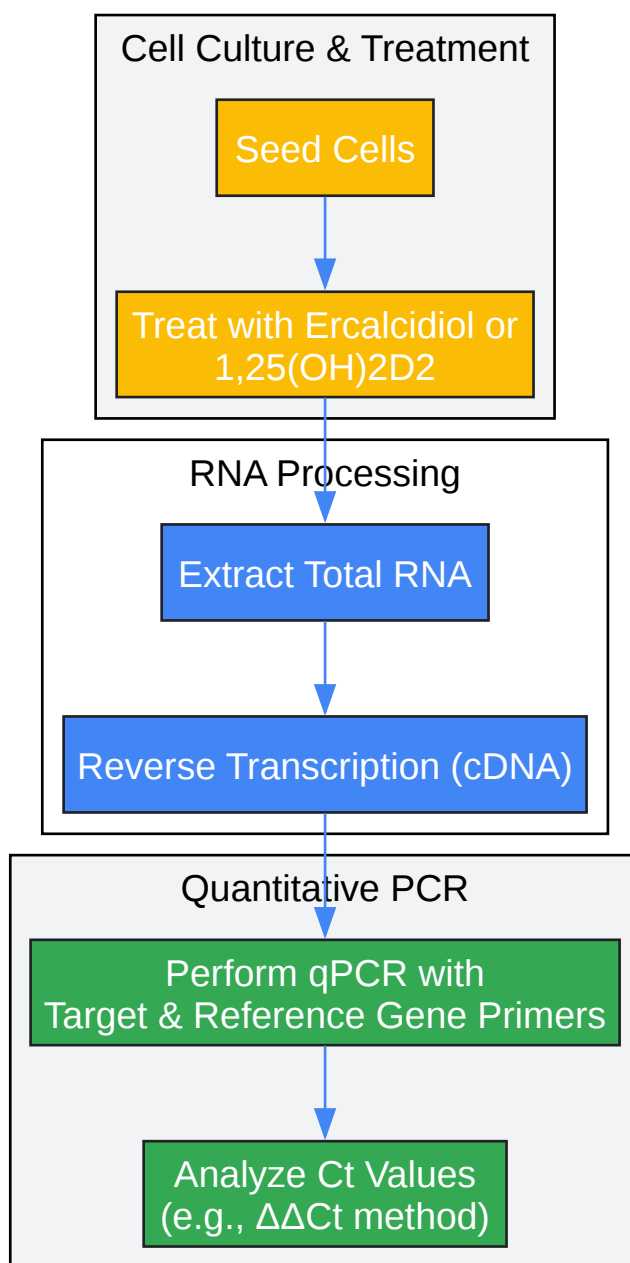 Cell Culture & Treatment
Seed Cells
Treat with Ercalcidiol or
1,25(OH)2D2
RNA Processing
Extract Total RNA
Reverse Transcription (cDNA)
Quantitative PCR
Perform qPCR with
Target & Reference Gene Primers
Analyze Ct Values
(e.g., ΔΔCt method)